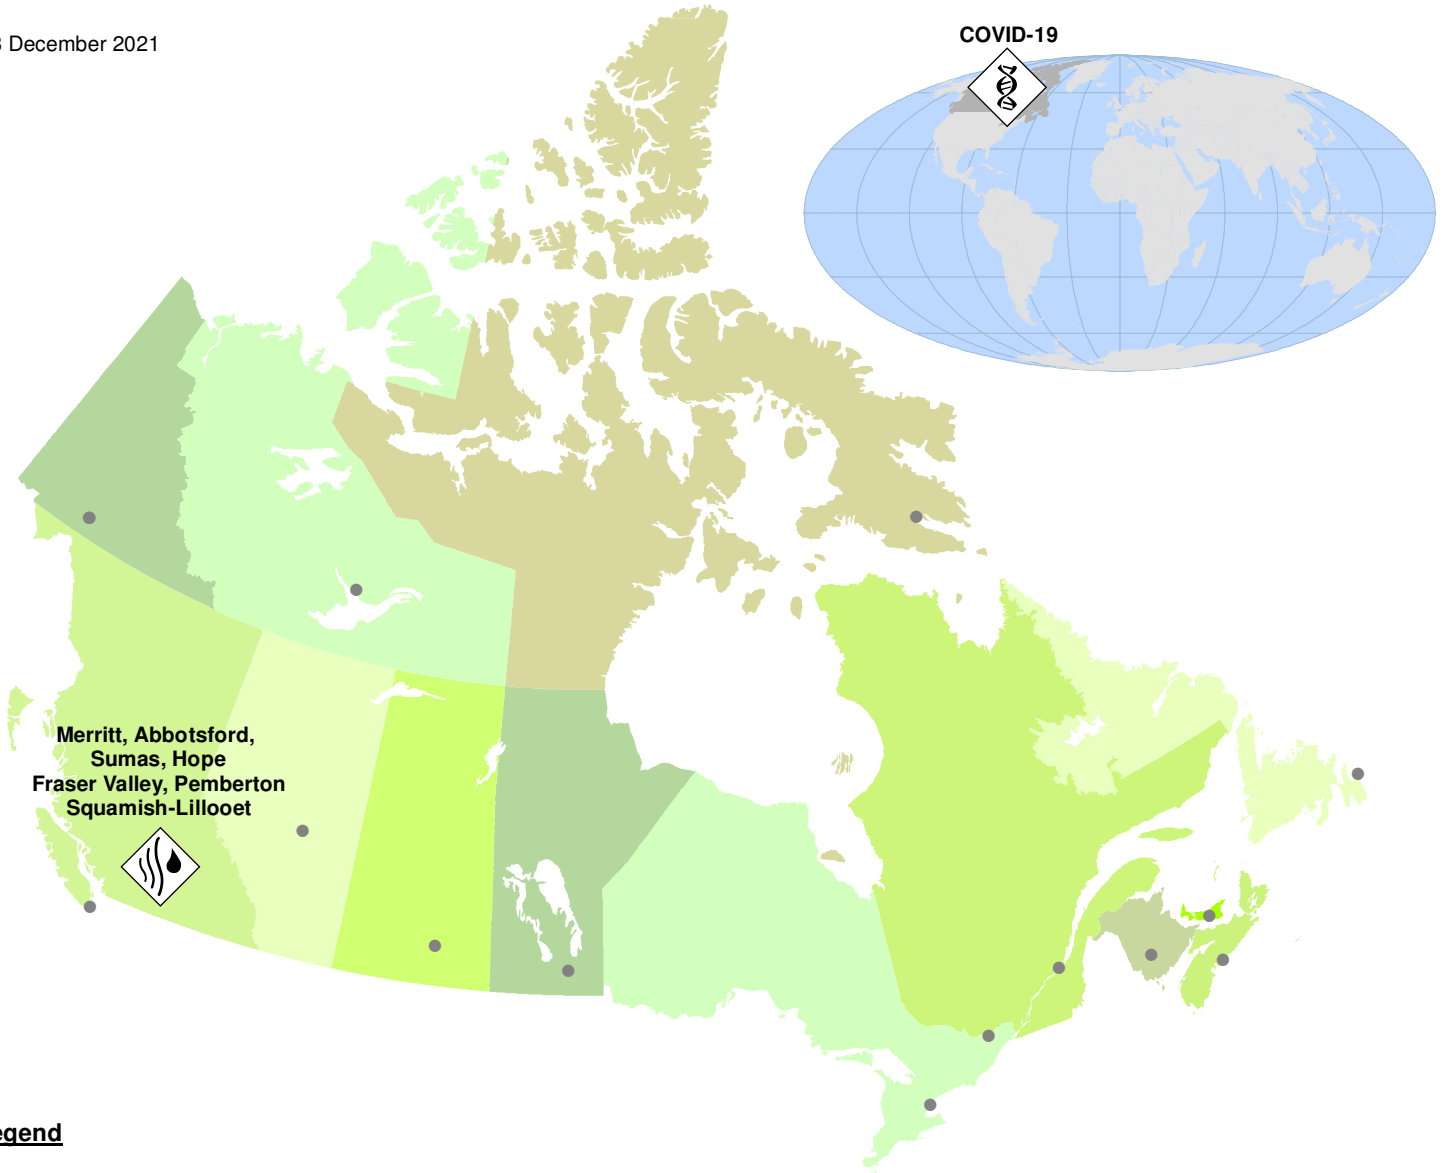 December 2021
COVID-19
Merritt, Abbotsford,
Sumas, Hope
Fraser Valley, Pemberton
Squamish-Lillooet
egend